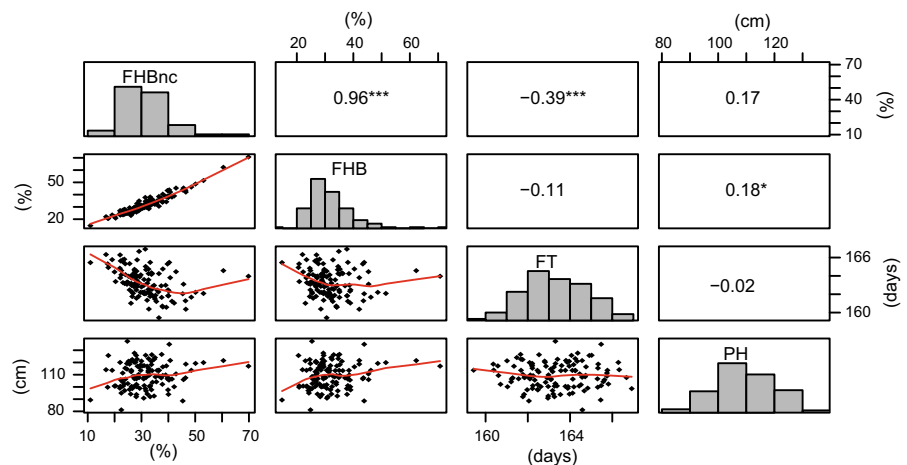 (%)
(cm)
20 40 60
80 100 120
FHBnc
0.96***
−0.39***
0.17
70
40
10
(%)
(%)
50
20
FHB
−0.11
0.18*
FT
−0.02
166
160
(days)
(cm)
110
80
PH
10 30 50 70
(%)
160 164
(days)